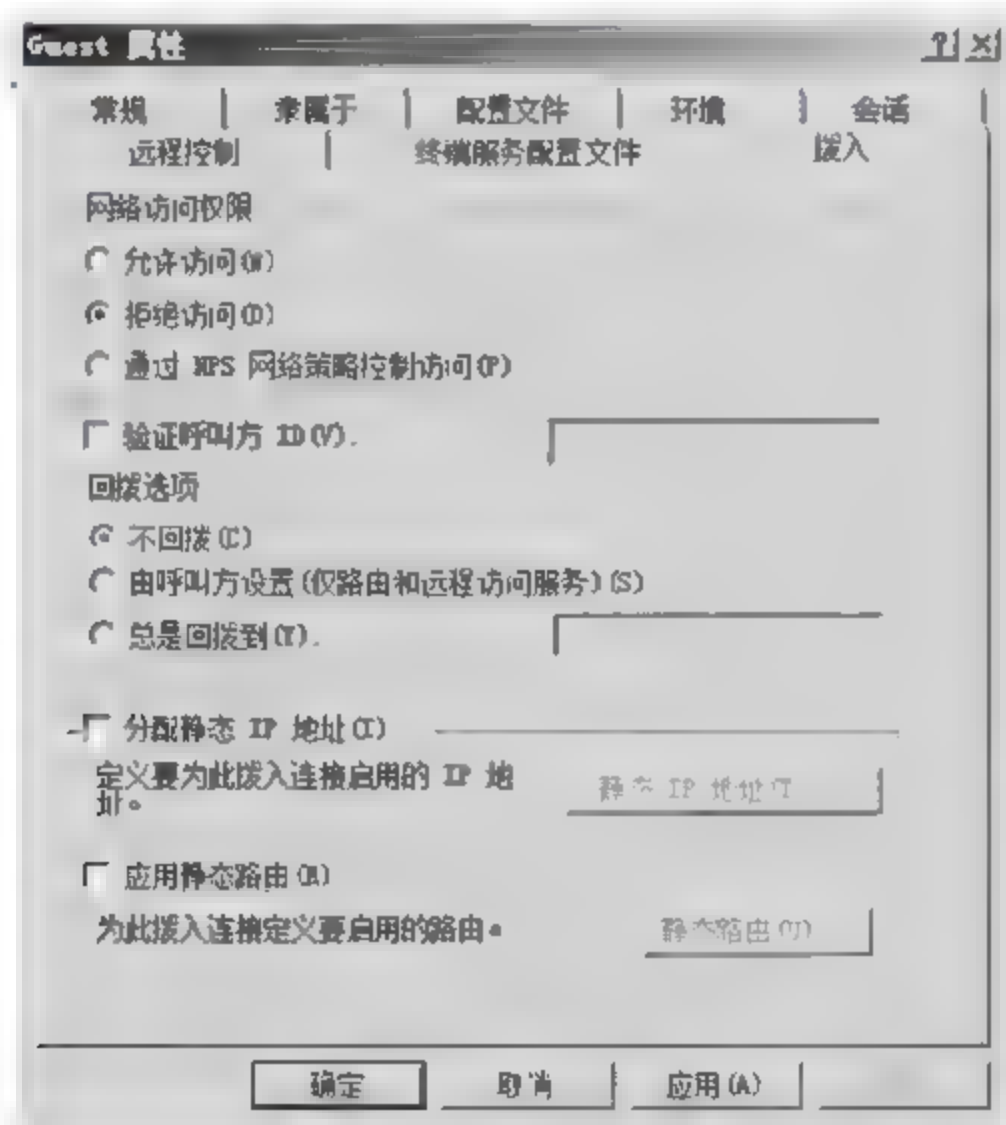 Guest 属性
常规 隶属于 配置文件 环境 会话
远程控制 终端服务配置文件 拨入
网络访问权限
允许访问(W)
拒绝访问(D)
通过 NPS 网络策略控制访问(P)
验证呼叫方 ID(V).
回拨选项
不回拨(C)
由呼叫方设置(仅路由和远程访问服务)(S)
总是回拨到(Y).
分配静态 IP 地址(I)
定义要为此拨入连接启用的 IP 地
址。
静态 IP 地址(T
应用静态路由(R)
为此拨入连接定义要启用的路由。
静态路由(U)
确定 取消 应用(A)